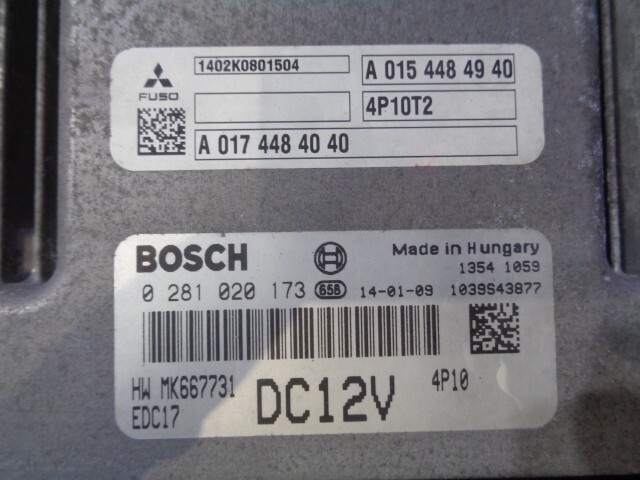 1402K0801504
A 015 448 49 40
FUSO
4P10T2
A 017 448 40 40
BOSCH
Made in Hungary
1354 1059
0 281 020 173 656 14-01-09 1039S43877
HW MK667731
DC12V
4P10
EDC17